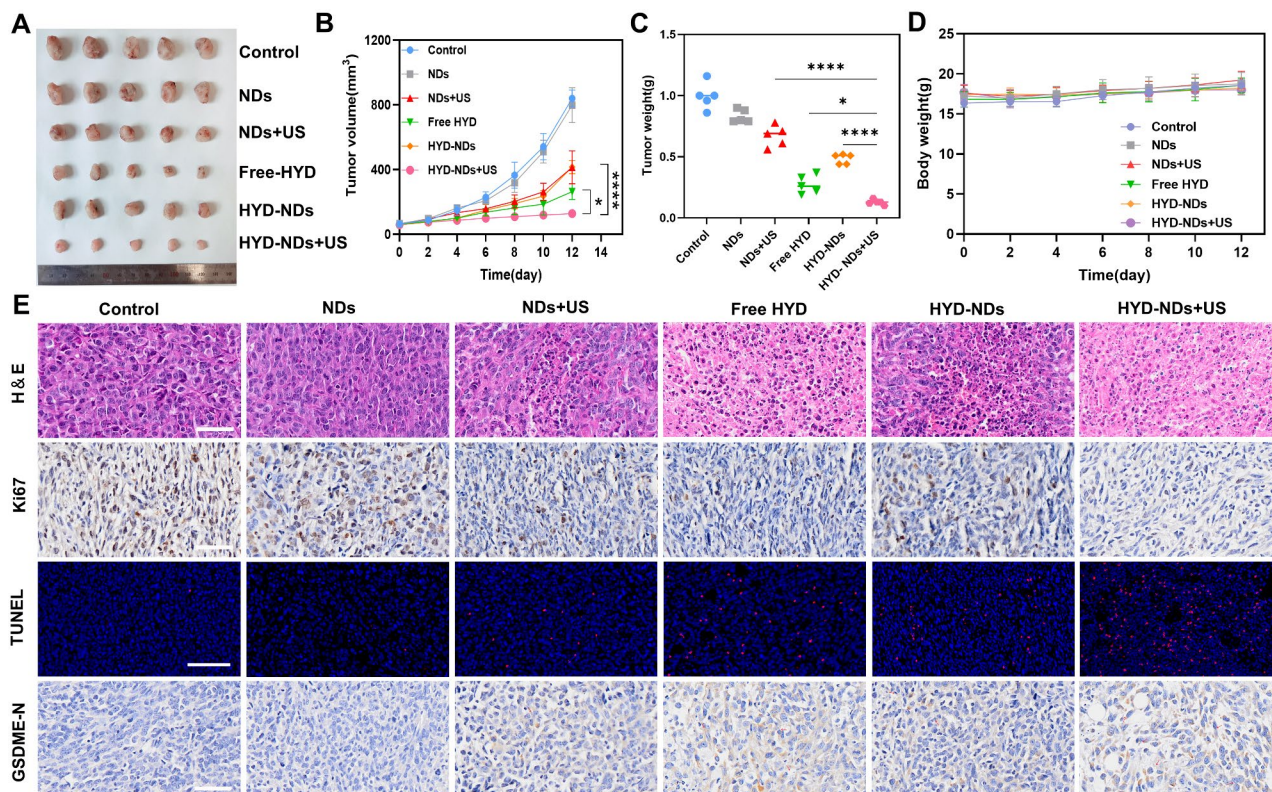 A
Control
NDs
NDs+US
Free-HYD
HYD-NDs
HYD-NDs+US
B
Tumor volume(mm³)
1200
800
400
0
0 2 4 6 8 10 12 14
Time(day)
Control
NDs
NDs+US
Free HYD
HYD-NDs
HYD-NDs+US
*
****
C
Tumor weight(g)
1.5
1.0
0.5
0.0
****
*
****
Control
NDs
NDs+US
Free HYD
HYD-NDs
HYD- NDs+US
D
Body weight(g)
25
20
15
10
5
0
0 2 4 6 8 10 12
Time(day)
Control
NDs
NDs+US
Free HYD
HYD-NDs
HYD-NDs+US
E
Control NDs NDs+US Free HYD HYD-NDs HYD-NDs+US
H&E
Ki67
TUNEL
GSDME-N